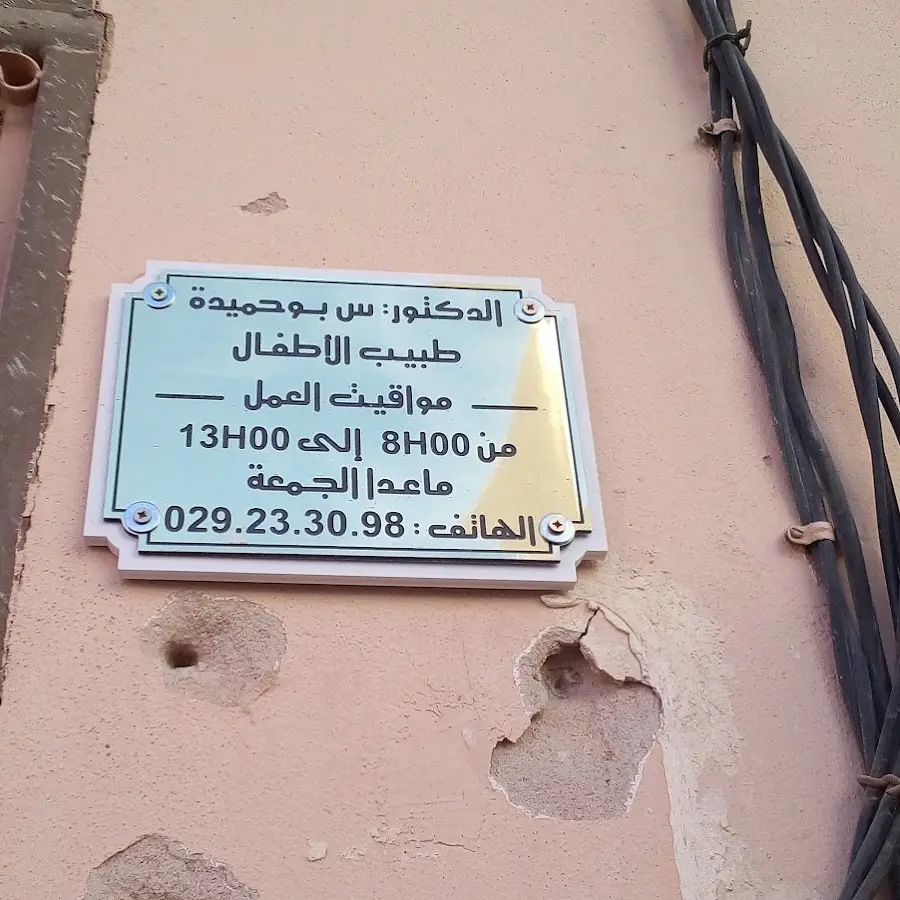 الدكتور: س بوحميدة
طبيب الأطفال
مواقيت العمل
من 8H00 إلى 13H00
ماعدا الجمعة
الهاتف : 029.23.30.98